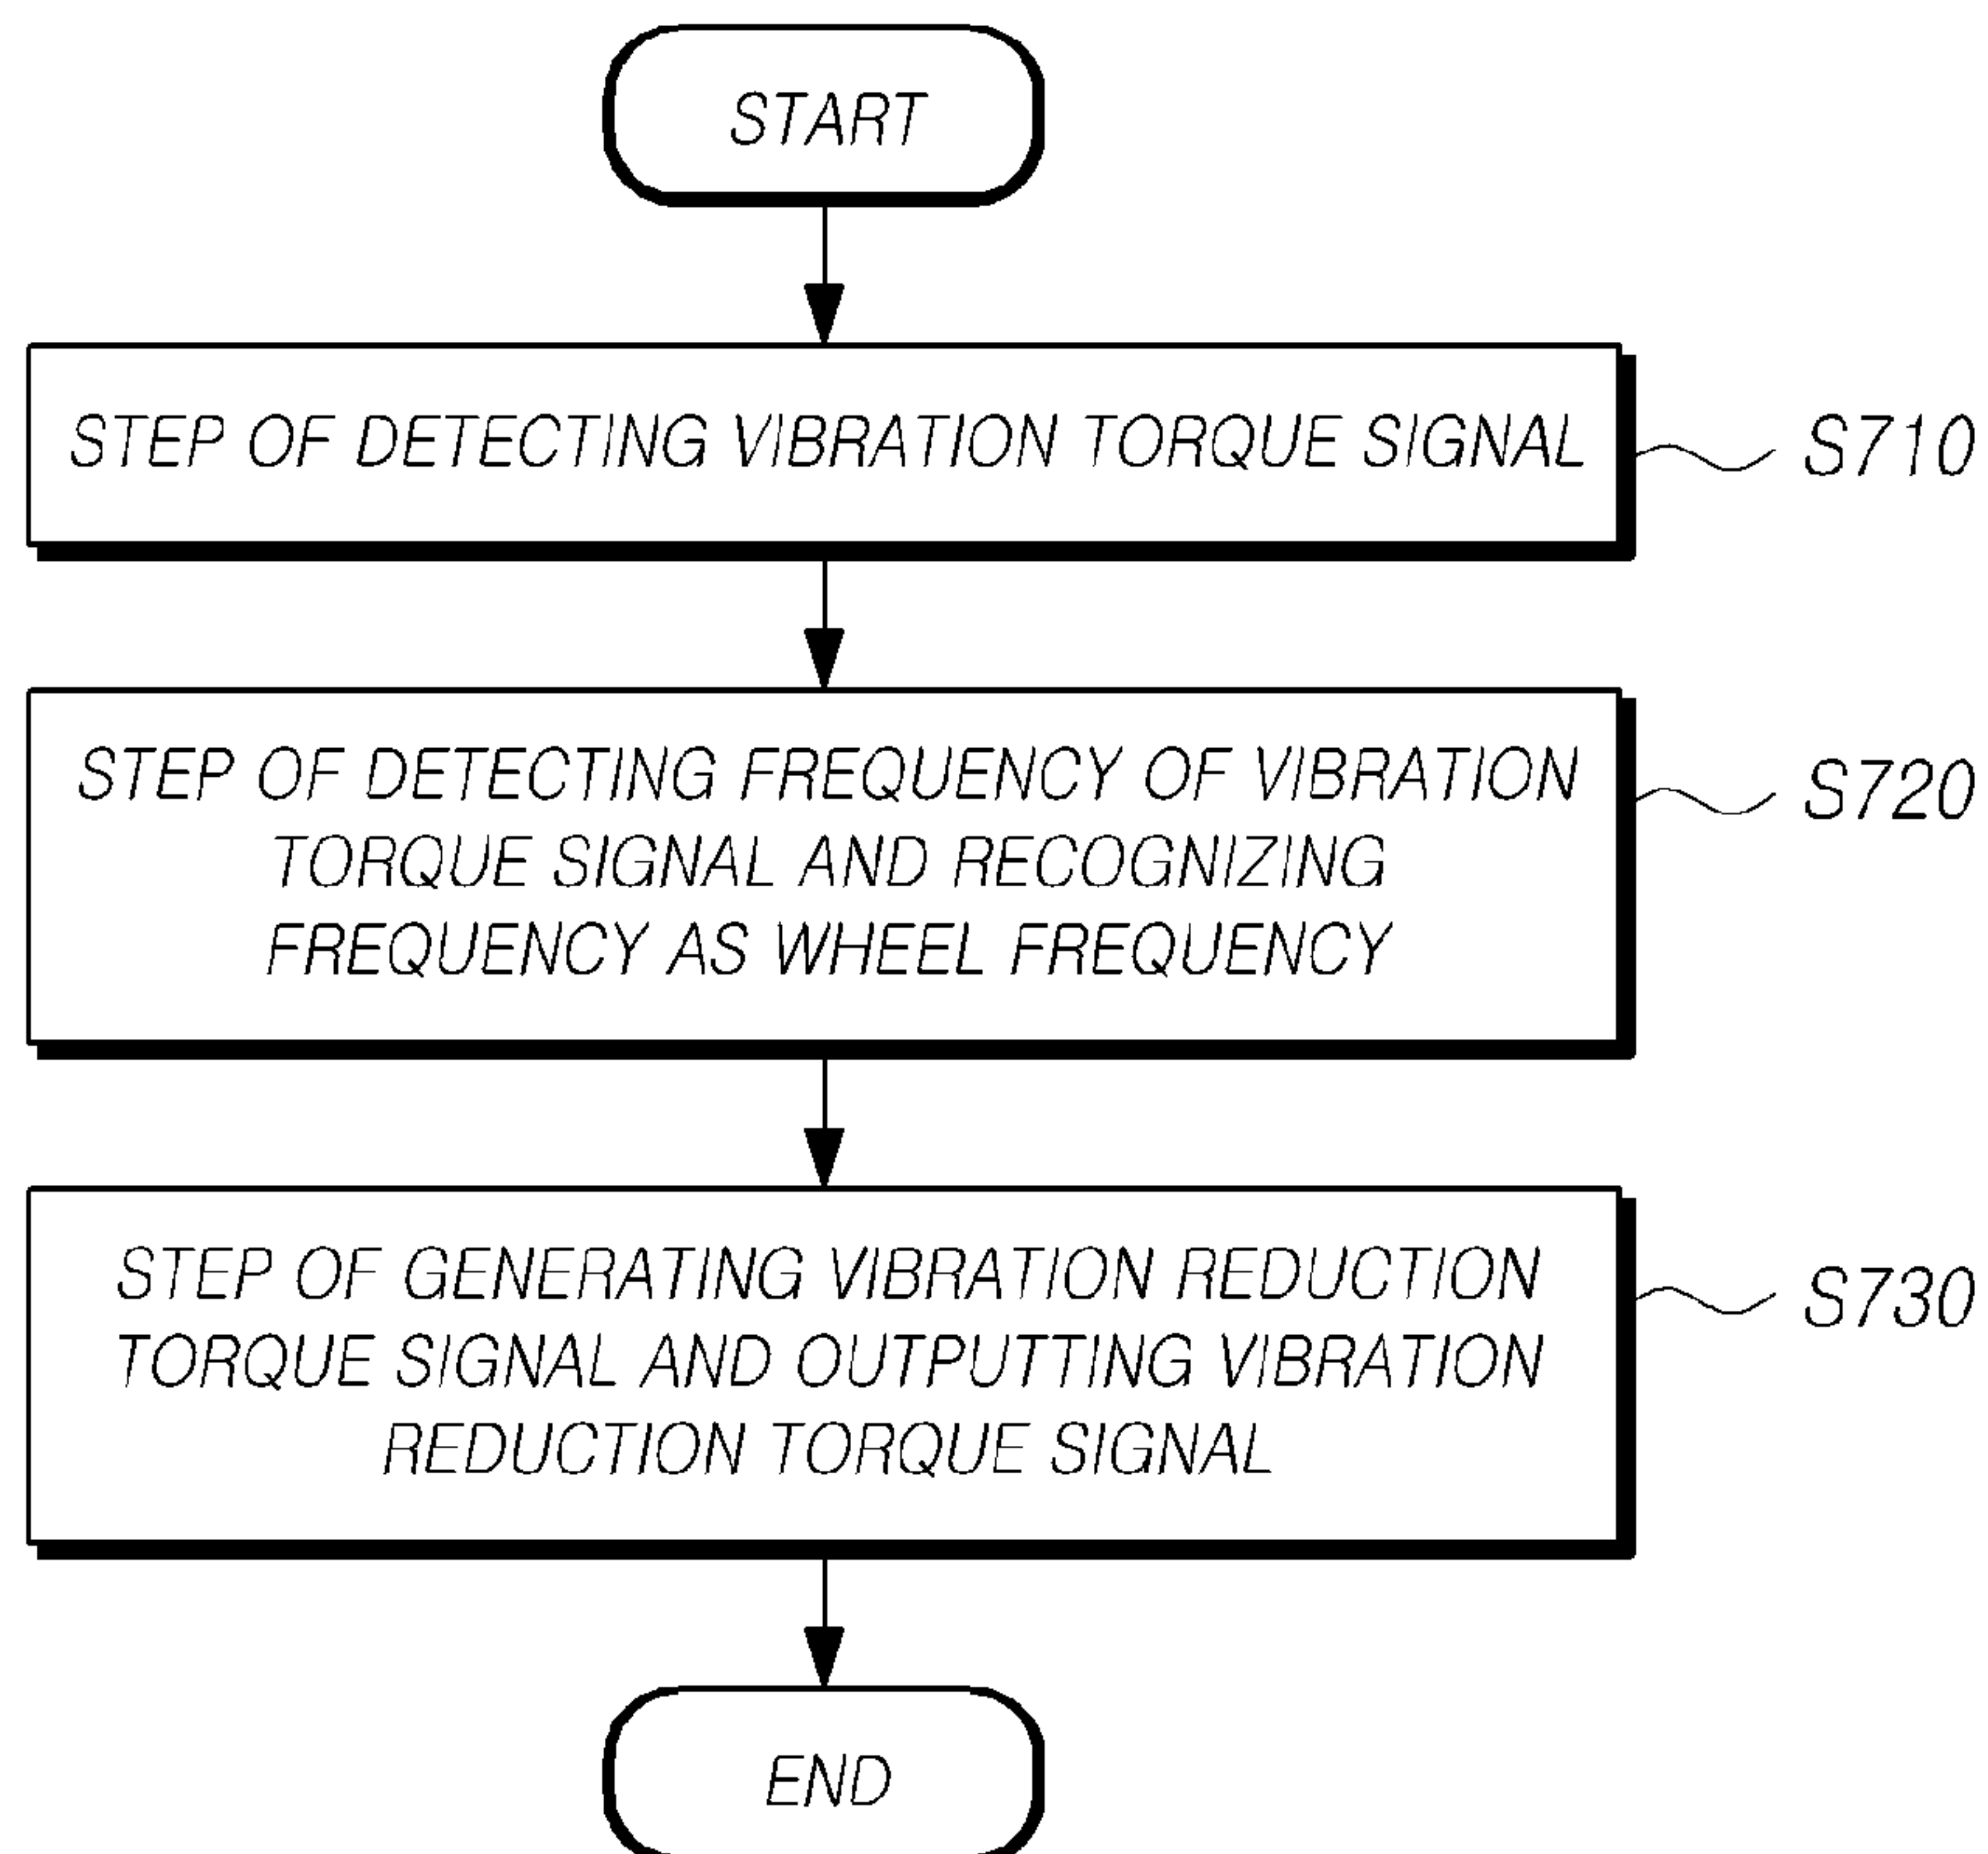 START
STEP OF DETECTING VIBRATION TORQUE SIGNAL
S710
STEP OF DETECTING FREQUENCY OF VIBRATION
TORQUE SIGNAL AND RECOGNIZING
FREQUENCY AS WHEEL FREQUENCY
S720
STEP OF GENERATING VIBRATION REDUCTION
TORQUE SIGNAL AND OUTPUTTING VIBRATION
REDUCTION TORQUE SIGNAL
S730
END